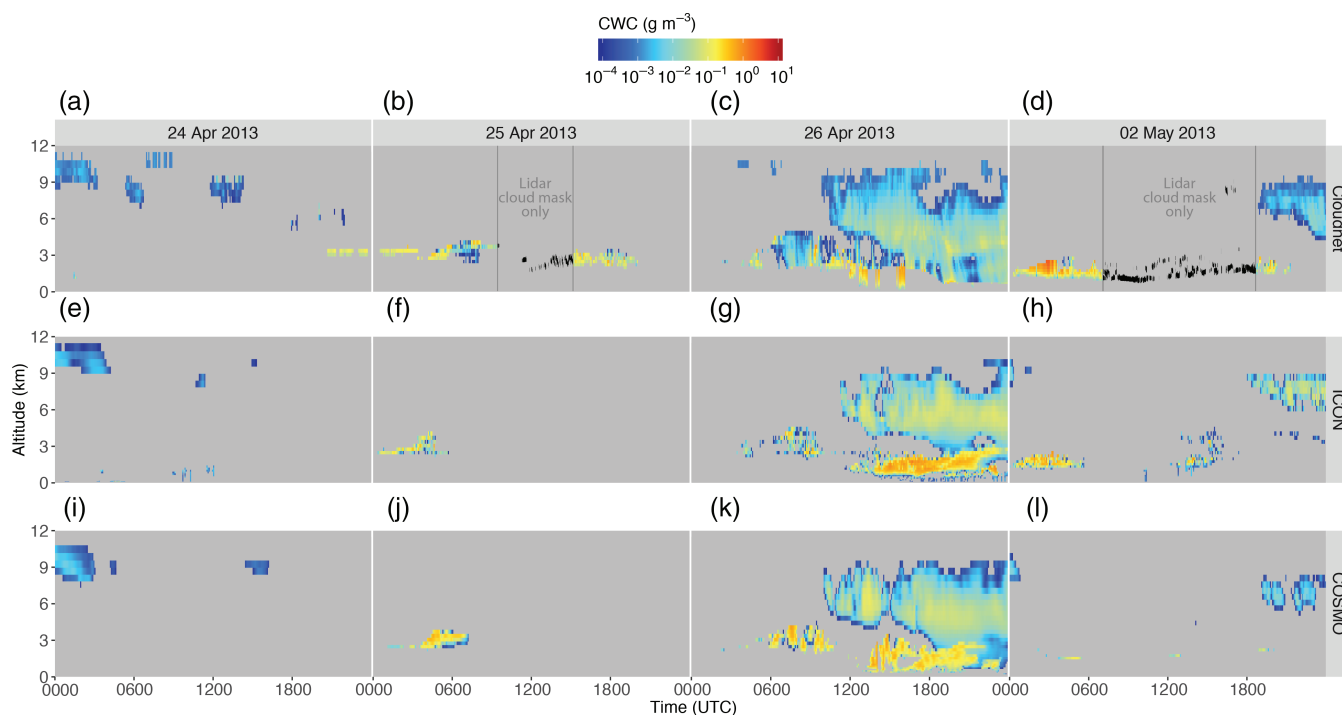 CWC (g m⁻³)
10⁻⁴ 10⁻³ 10⁻² 10⁻¹ 10⁰ 10¹
(a) (b) (c) (d)
24 Apr 2013 25 Apr 2013 26 Apr 2013 02 May 2013
12
9
6
3
0
Lidar
cloud mask
only
Lidar
cloud mask
only
Cloudnet
(e) (f) (g) (h)
12
9
6
3
0
Altitude (km)
ICON
(i) (j) (k) (l)
12
9
6
3
0
COSMO
0000 0600 1200 1800 0000 0600 1200 1800 0000 0600 1200 1800 0000 0600 1200 1800
Time (UTC)